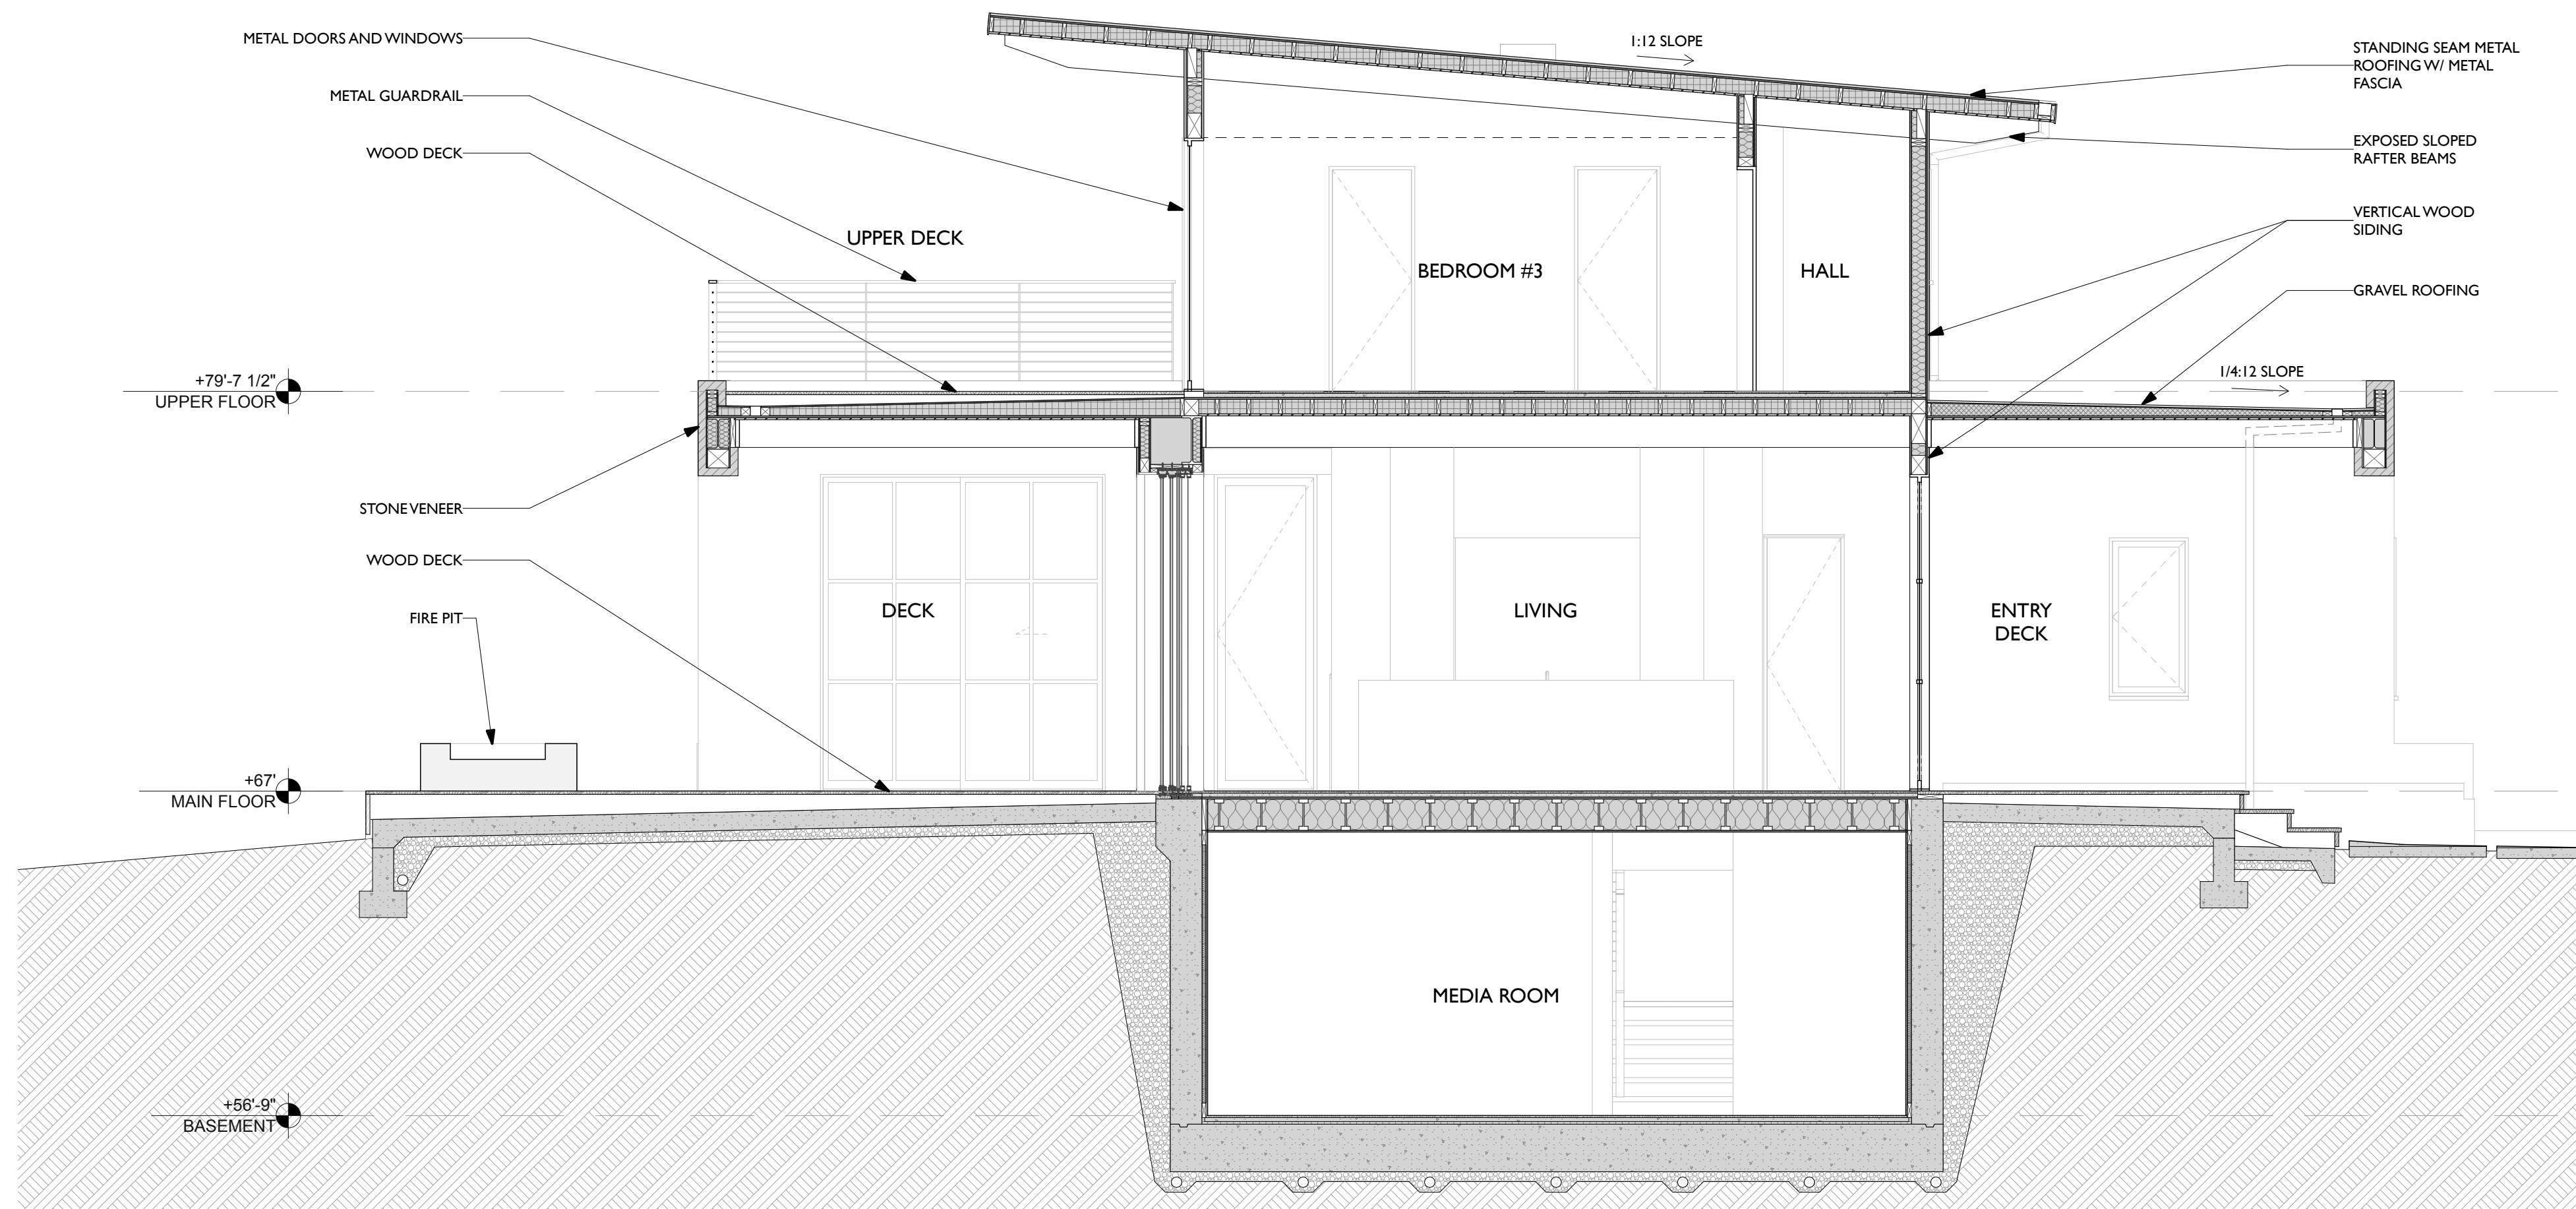 METAL DOORS AND WINDOWS
METAL GUARDRAIL
WOOD DECK
1:12 SLOPE
STANDING SEAM METAL
ROOFING W/ METAL
FASCIA
EXPOSED SLOPED
RAFTER BEAMS
VERTICAL WOOD
SIDING
GRAVEL ROOFING
UPPER DECK
BEDROOM #3
HALL
1/4:12 SLOPE
+79'-7 1/2"
UPPER FLOOR
STONE VENEER
WOOD DECK
FIRE PIT
DECK
LIVING
ENTRY
DECK
+67'
MAIN FLOOR
MEDIA ROOM
+56'-9"
BASEMENT